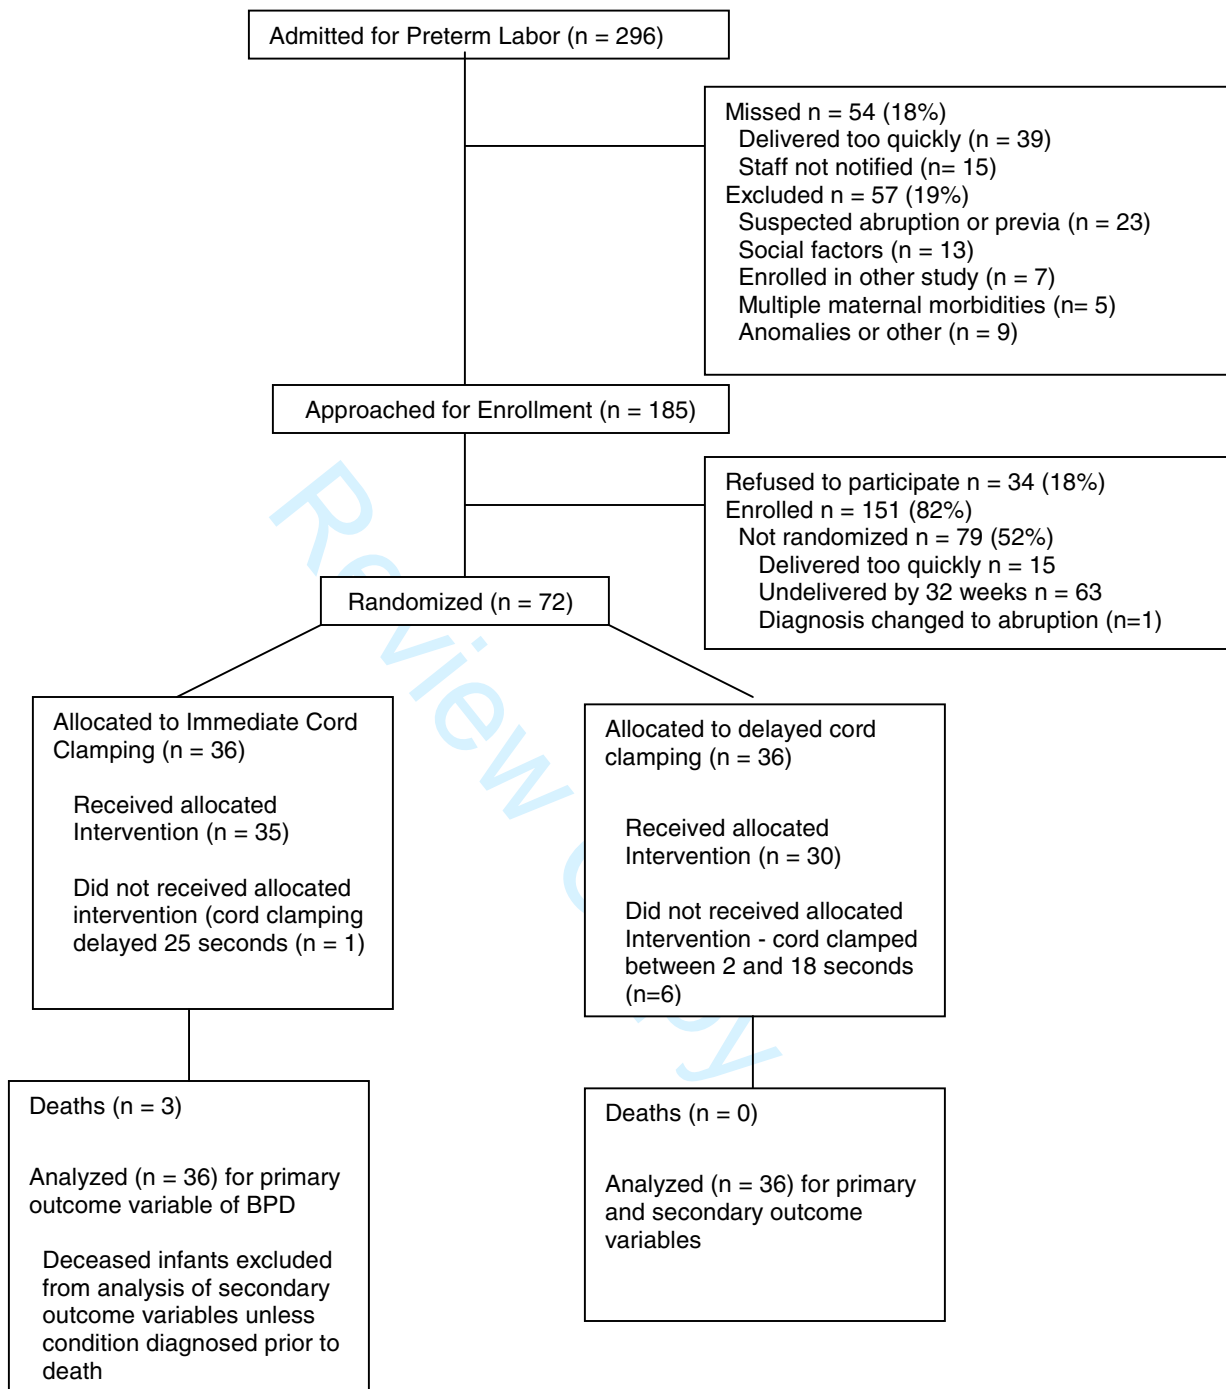 Admitted for Preterm Labor (n = 296)
Missed n = 54 (18%)
Delivered too quickly (n = 39)
Staff not notified (n= 15)
Excluded n = 57 (19%)
Suspected abruption or previa (n = 23)
Social factors (n = 13)
Enrolled in other study (n = 7)
Multiple maternal morbidities (n= 5)
Anomalies or other (n = 9)
Approached for Enrollment (n = 185)
Refused to participate n = 34 (18%)
Enrolled n = 151 (82%)
Not randomized n = 79 (52%)
Delivered too quickly n = 15
Undelivered by 32 weeks n = 63
Diagnosis changed to abruption (n=1)
Randomized (n = 72)
Allocated to Immediate Cord
Clamping (n = 36)
Received allocated
Intervention (n = 35)
Did not received allocated
intervention (cord clamping
delayed 25 seconds (n = 1)
Allocated to delayed cord
clamping (n = 36)
Received allocated
Intervention (n = 30)
Did not received allocated
Intervention - cord clamped
between 2 and 18 seconds
(n=6)
Deaths (n = 3)
Analyzed (n = 36) for primary
outcome variable of BPD
Deceased infants excluded
from analysis of secondary
outcome variables unless
condition diagnosed prior to
death
Deaths (n = 0)
Analyzed (n = 36) for primary
and secondary outcome
variables
Review Copy